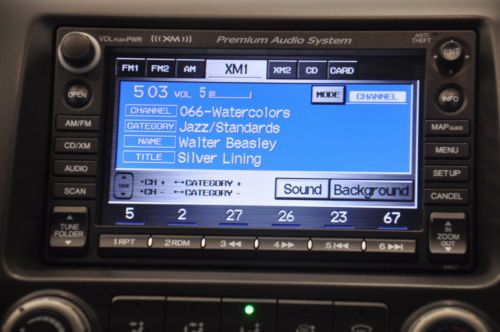 VOL PUSH PWR (((XM))) Premium Audio System ANTI THEFT
FM1 FM2 AM XM1 XM2 CD CARD
OPEN INFO
503 VOL 5 MODE CHANNEL
CHANNEL 066-Watercolors
CATEGORY Jazz/Standards
NAME Walter Beasley
TITLE Silver Lining
AM/FM MAP GUIDE
CD/XM MENU
AUDIO SETUP
SCAN CANCEL
TUNE CH + CATEGORY +
CH - CATEGORY -
Sound Background
5 2 27 26 23 67
TUNE FOLDER IN ZOOM OUT
1 RPT 2 RDM 3 ◄◄ 4 ►► 5 |◄◄ 6 ►►|